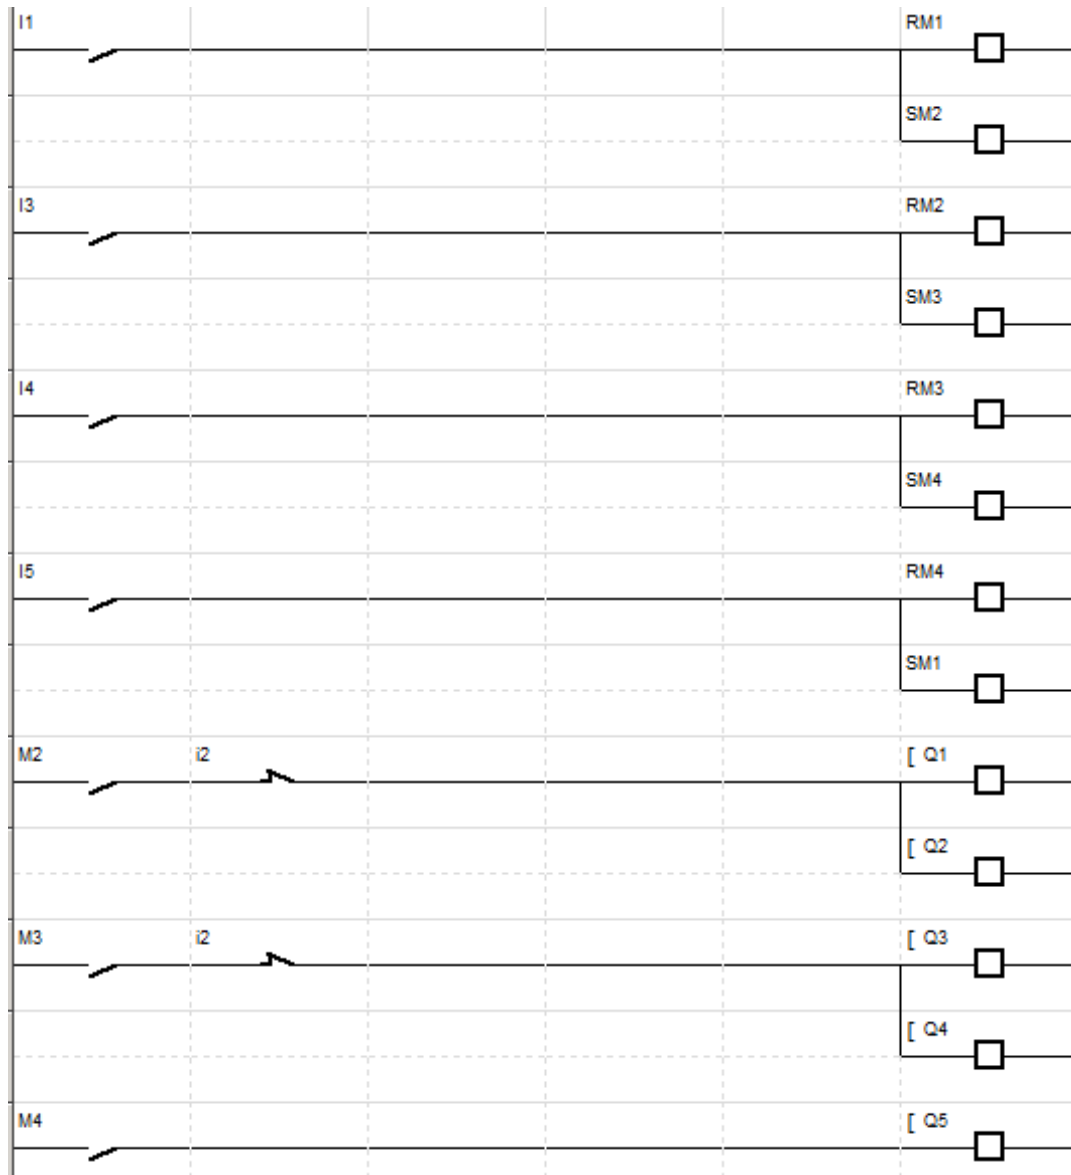 I1 RM1
SM2
I3 RM2
SM3
I4 RM3
SM4
I5 RM4
SM1
M2 i2 [ Q1
[ Q2
M3 i2 [ Q3
[ Q4
M4 [ Q5